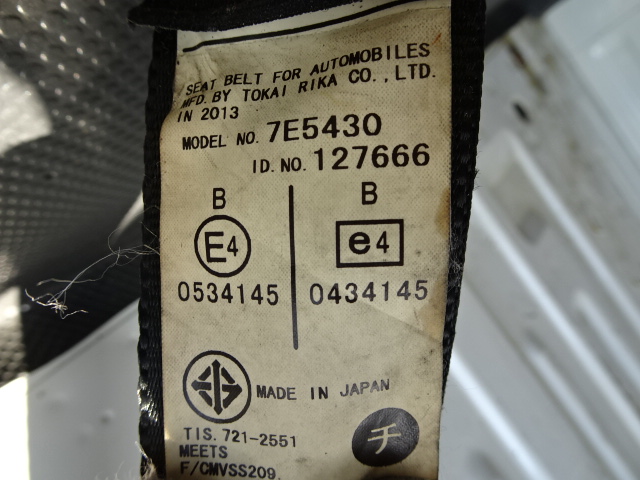 SEAT BELT FOR AUTOMOBILES
MFD. BY TOKAI RIKA CO., LTD.
IN 2013
MODEL NO. 7E5430
ID. NO. 127666
B
E4
0534145
B
e4
0434145
MADE IN JAPAN
チ
TIS. 721-2551
MEETS
F/CMVSS209.